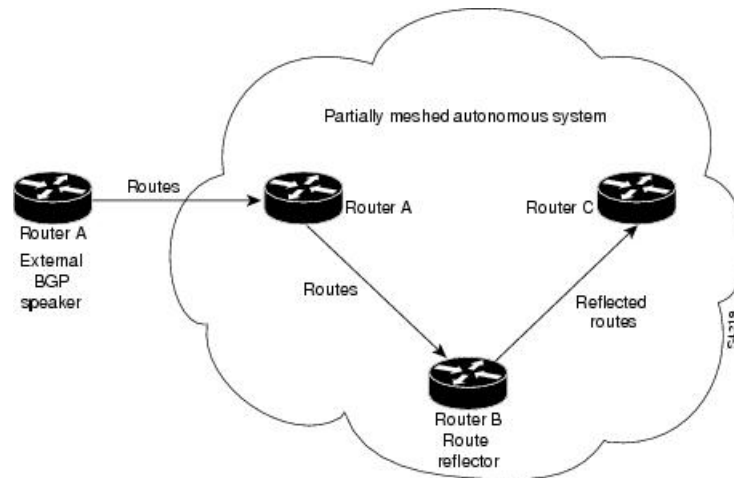 Partially meshed autonomous system
Routes
Router A
External
BGP
speaker
Router A
Router C
Routes
Reflected
routes
Router B
Route
reflector